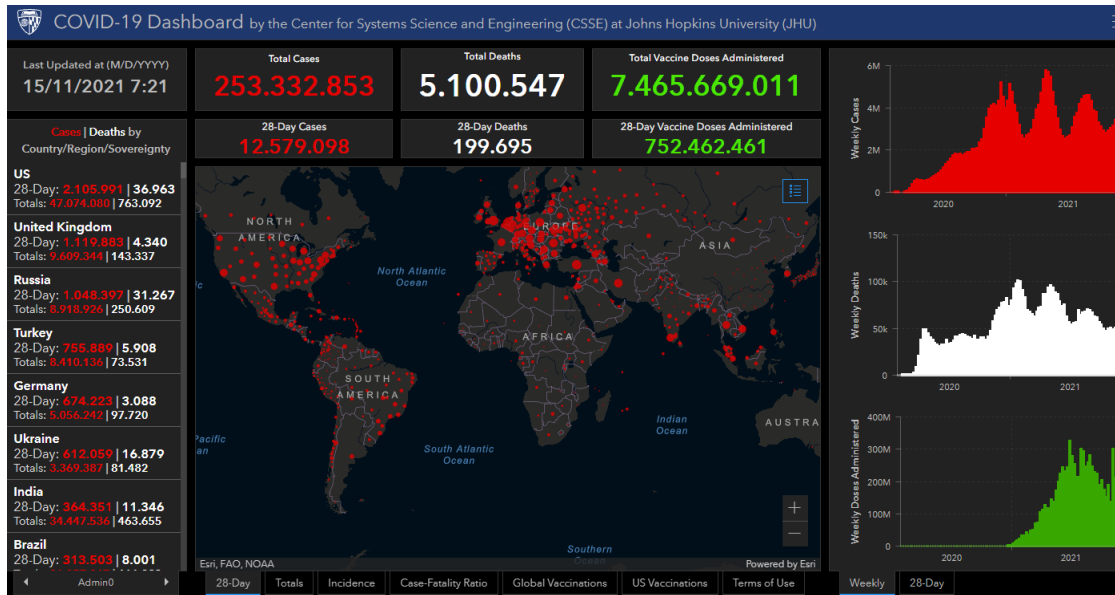 COVID-19 Dashboard by the Center for Systems Science and Engineering (CSSE) at Johns Hopkins University (JHU)
Last Updated at (M/D/YYYY)
15/11/2021 7:21
Total Cases
253.332.853
Total Deaths
5.100.547
Total Vaccine Doses Administered
7.465.669.011
28-Day Cases
12.579.098
28-Day Deaths
199.695
28-Day Vaccine Doses Administered
752.462.461
Cases | Deaths by
Country/Region/Sovereignty
US
28-Day: 2.105.991 | 36.963
Totals: 47.074.080 | 763.092
United Kingdom
28-Day: 1.119.883 | 4.340
Totals: 9.609.344 | 143.337
Russia
28-Day: 1.048.397 | 31.267
Totals: 8.918.926 | 250.609
Turkey
28-Day: 755.889 | 5.908
Totals: 8.410.136 | 73.531
Germany
28-Day: 674.223 | 3.088
Totals: 5.056.242 | 97.720
Ukraine
28-Day: 612.059 | 16.879
Totals: 3.369.387 | 81.482
India
28-Day: 364.351 | 11.346
Totals: 34.447.536 | 463.655
Brazil
28-Day: 313.503 | 8.001
Admin0
NORTH
AMERICA
EUROPE
ASIA
North Atlantic
Ocean
AFRICA
SOUTH
AMERICA
Indian
Ocean
AUSTRA
Pacific
an
South Atlantic
Ocean
Southern
Ocean
Esri, FAO, NOAA
Powered by Esri
28-Day
Totals
Incidence
Case-Fatality Ratio
Global Vaccinations
US Vaccinations
Terms of Use
Weekly Cases
6M
4M
2M
0
2020
2021
Weekly Deaths
150k
100k
50k
0
2020
2021
Weekly Doses Administered
400M
300M
200M
100M
0
2020
2021
Weekly
28-Day